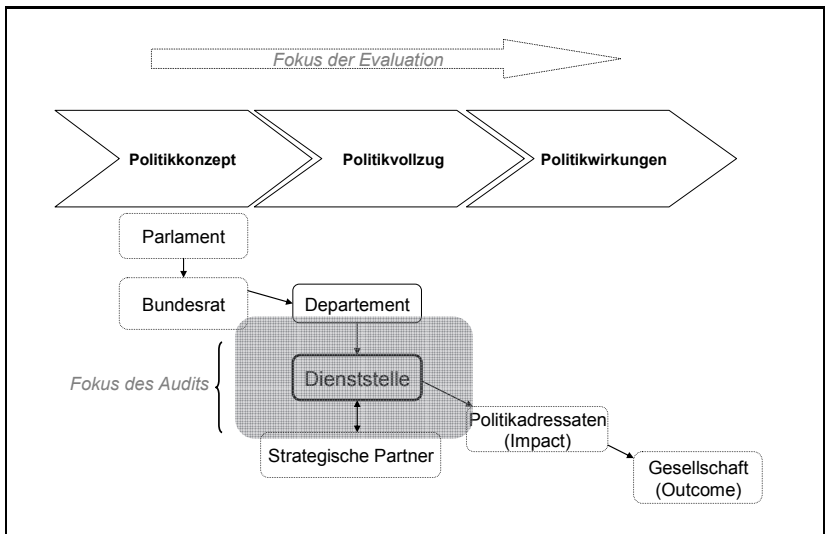 Fokus der Evaluation
Politikkonzept
Politikvollzug
Politikwirkungen
Parlament
Bundesrat
Departement
Fokus des Audits
Dienststelle
Politikadressaten
(Impact)
Strategische Partner
Gesellschaft
(Outcome)